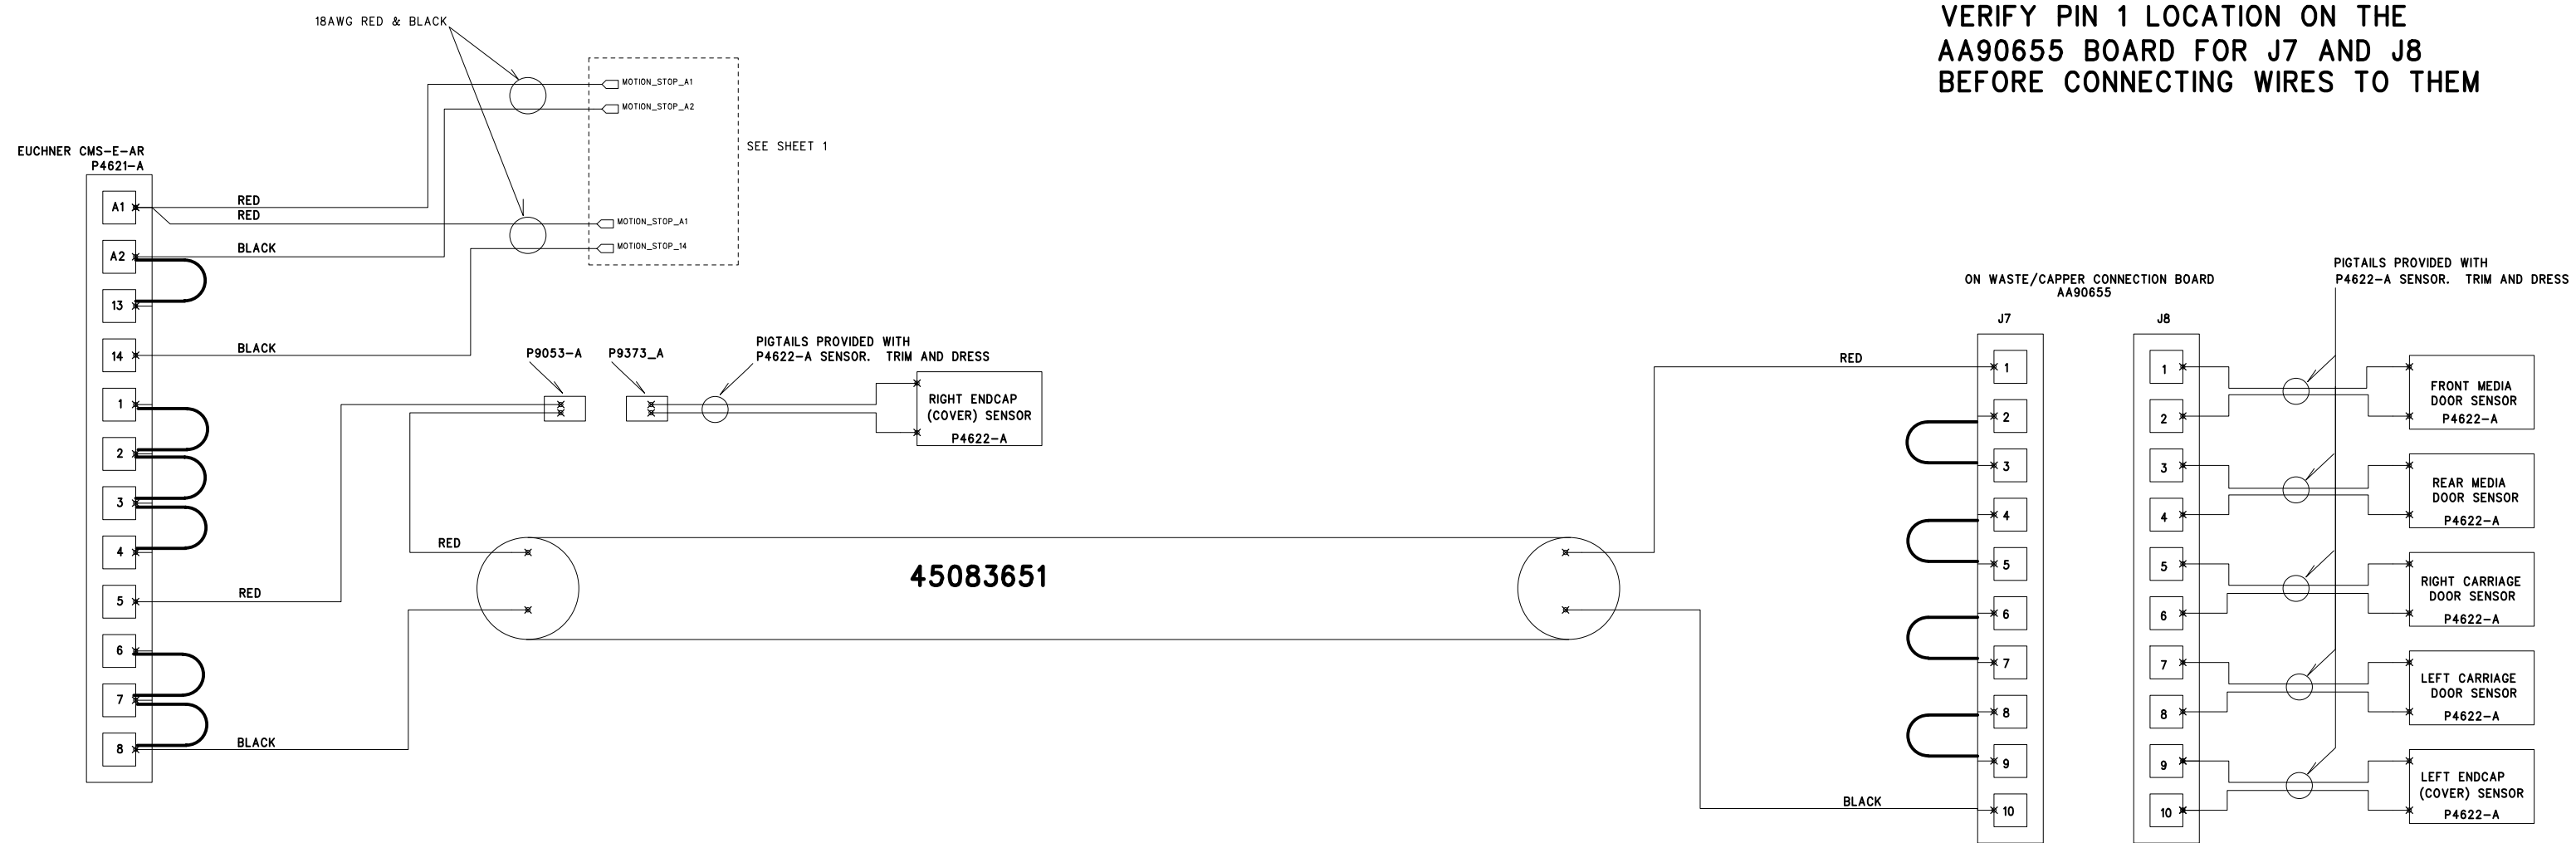 18AWG RED & BLACK
VERIFY PIN 1 LOCATION ON THE
AA90655 BOARD FOR J7 AND J8
BEFORE CONNECTING WIRES TO THEM
MOTION_STOP_A1
MOTION_STOP_A2
SEE SHEET 1
MOTION_STOP_A1
MOTION_STOP_14
EUCHNER CMS-E-AR
P4621-A
A1
A2
13
14
1
2
3
4
5
6
7
8
RED
RED
BLACK
BLACK
RED
BLACK
P9053-A
P9373_A
PIGTAILS PROVIDED WITH
P4622-A SENSOR. TRIM AND DRESS
RIGHT ENDCAP
(COVER) SENSOR
P4622-A
RED
45083651
RED
BLACK
ON WASTE/CAPPER CONNECTION BOARD
AA90655
J7
1
2
3
4
5
6
7
8
9
10
J8
1
2
3
4
5
6
7
8
9
10
PIGTAILS PROVIDED WITH
P4622-A SENSOR. TRIM AND DRESS
FRONT MEDIA
DOOR SENSOR
P4622-A
REAR MEDIA
DOOR SENSOR
P4622-A
RIGHT CARRIAGE
DOOR SENSOR
P4622-A
LEFT CARRIAGE
DOOR SENSOR
P4622-A
LEFT ENDCAP
(COVER) SENSOR
P4622-A